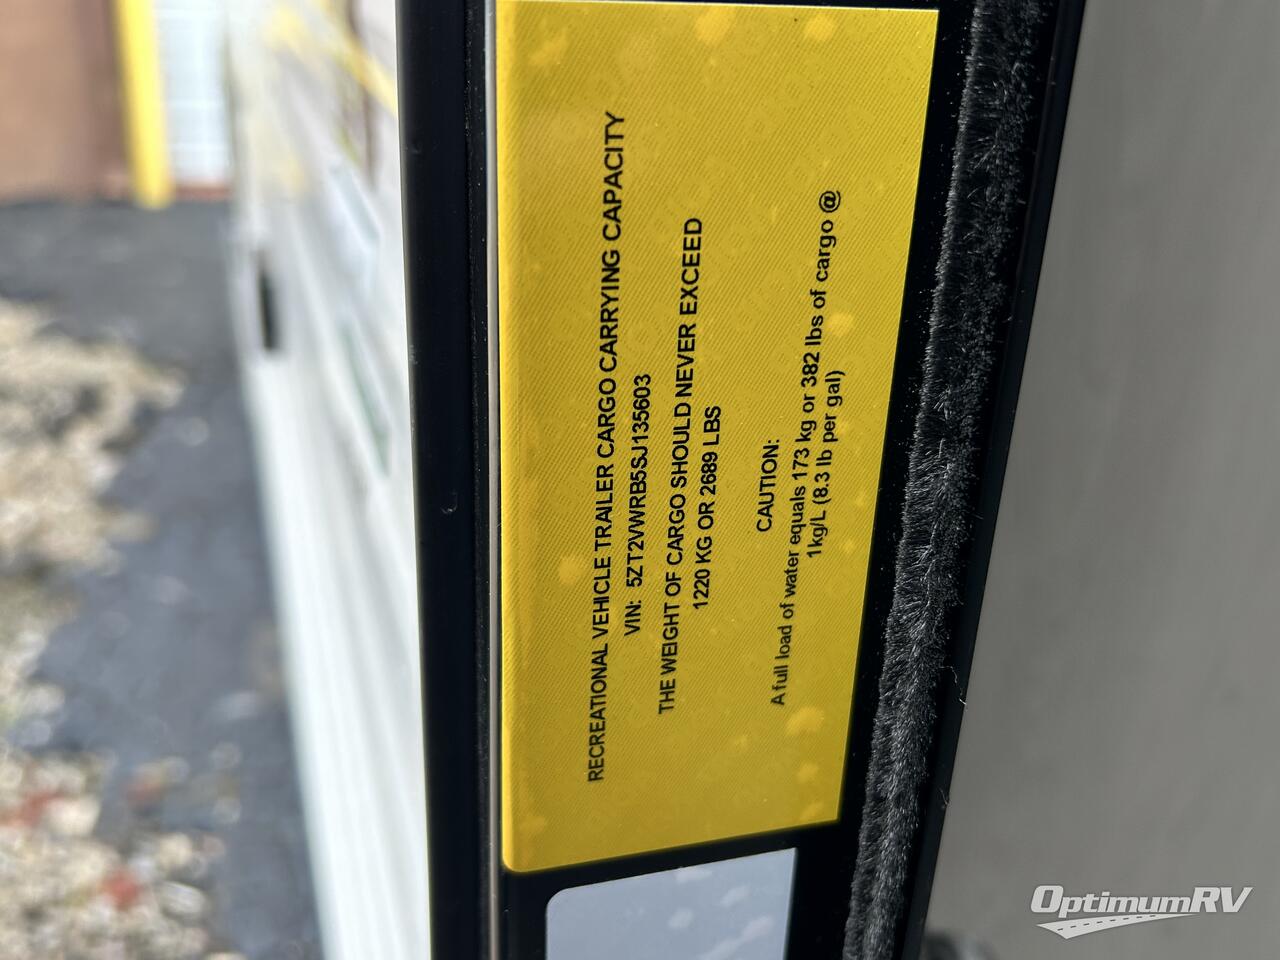 RECREATIONAL VEHICLE TRAILER CARGO CARRYING CAPACITY
VIN: 5ZT2VWRB5SJ135603
THE WEIGHT OF CARGO SHOULD NEVER EXCEED
1220 KG OR 2689 LBS
CAUTION:
A full load of water equals 173 kg or 382 lbs of cargo @
1kg/L (8.3 lb per gal)
OptimumRV